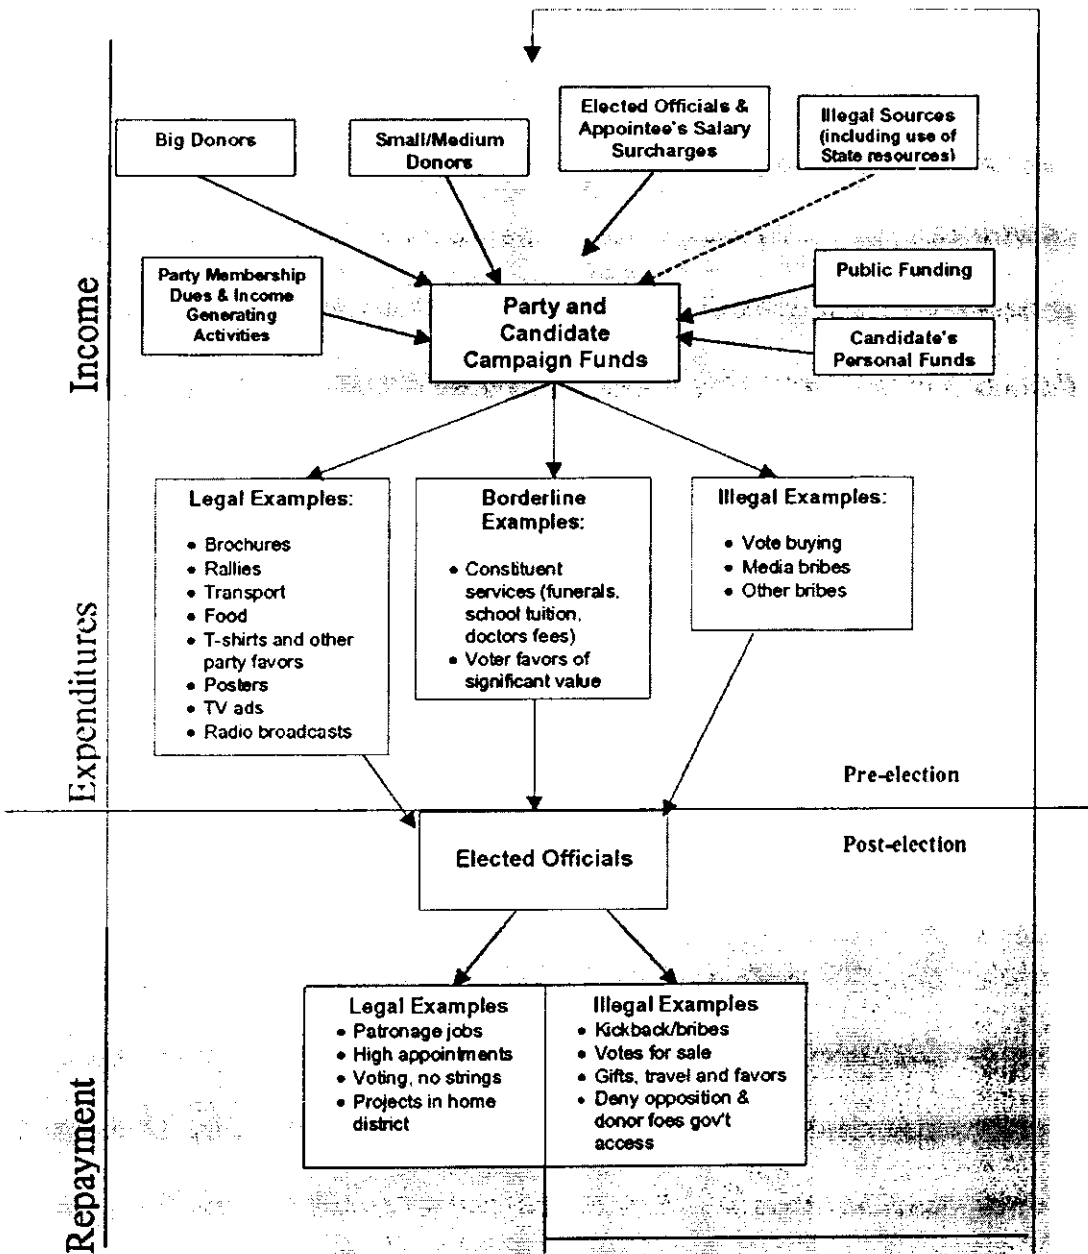 Big Donors
Small/Medium
Donors
Elected Officials &
Appointee's Salary
Surcharges
Illegal Sources
(including use of
State resources)
Income
Party Membership
Dues & Income
Generating
Activities
Party and
Candidate
Campaign Funds
Public Funding
Candidate's
Personal Funds
Expenditures
Legal Examples:
• Brochures
• Rallies
• Transport
• Food
• T-shirts and other
party favors
• Posters
• TV ads
• Radio broadcasts
Borderline
Examples:
• Constituent
services (funerals,
school tuition,
doctors fees)
• Voter favors of
significant value
Illegal Examples:
• Vote buying
• Media bribes
• Other bribes
Pre-election
Post-election
Elected Officials
Repayment
Legal Examples
• Patronage jobs
• High appointments
• Voting, no strings
• Projects in home
district
Illegal Examples
• Kickback/bribes
• Votes for sale
• Gifts, travel and favors
• Deny opposition &
donor foes gov't
access